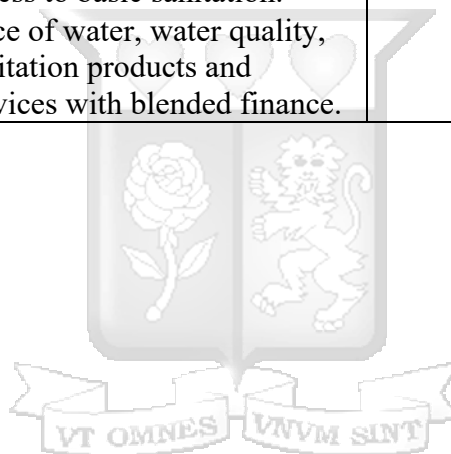 ess to basic sanitation.
ce of water, water quality,
itation products and
vices with blended finance.
VT OMNES VNVM SINT